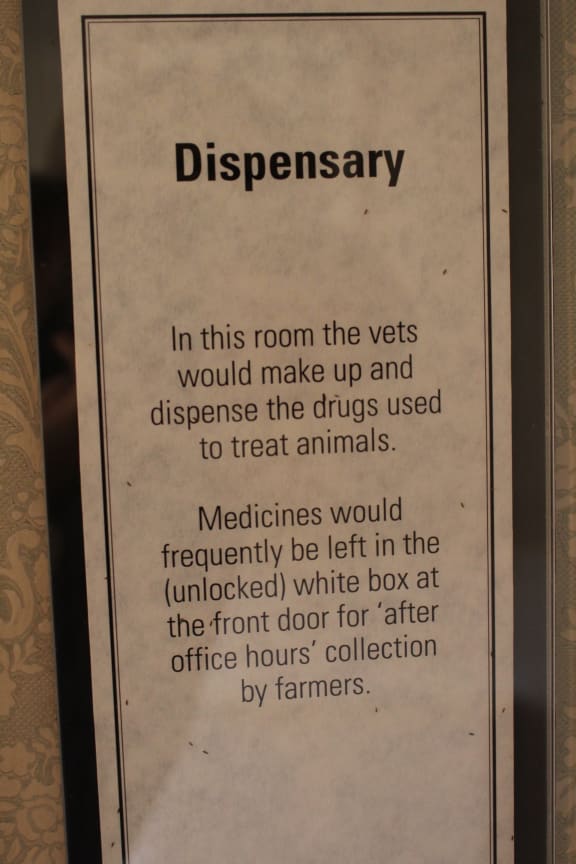 Dispensary
In this room the vets
would make up and
dispense the drugs used
to treat animals.
Medicines would
frequently be left in the
(unlocked) white box at
the front door for ‘after
office hours’ collection
by farmers.